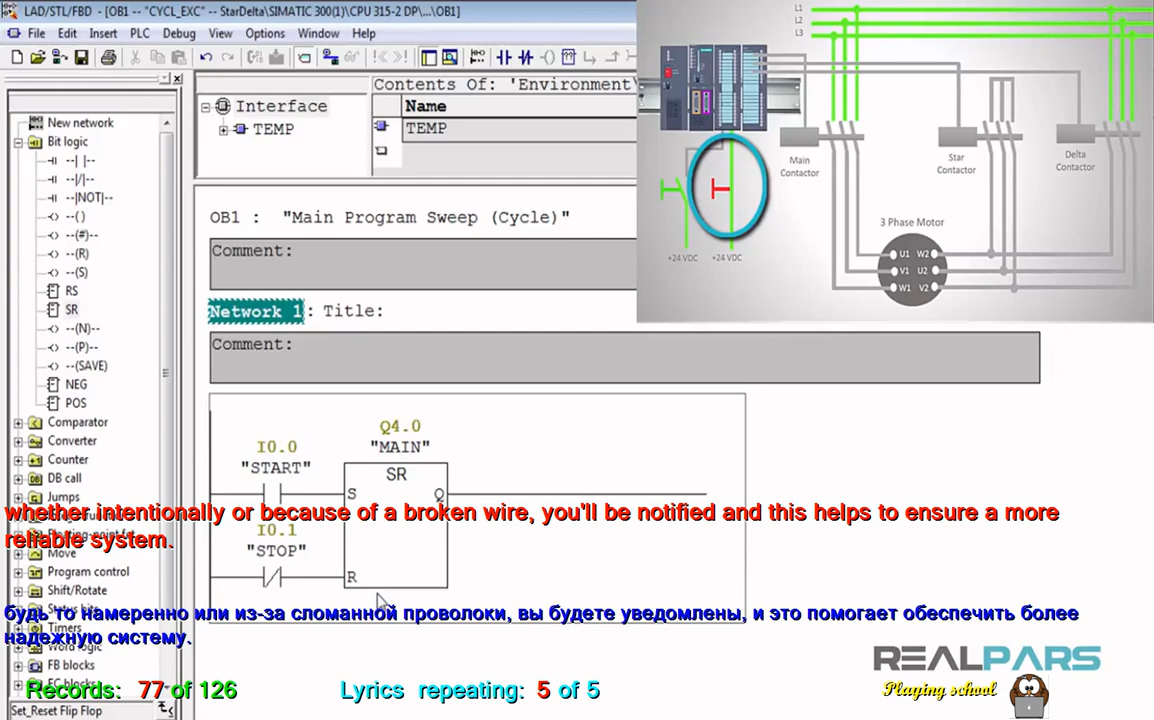 LAD/STL/FBD - [OB1 -- "CYCL_EXC" -- StarDelta\SIMATIC 300(1)\CPU 315-2 DP\...\OB1]
File Edit Insert PLC Debug View Options Window Help
New network
Bit logic
--| |--
--|/|--
--|NOT|--
--( )
--(#)--
--(R)
--(S)
RS
SR
--(N)--
--(P)--
--(SAVE)
NEG
POS
Comparator
Converter
Counter
DB call
Jumps
Move
Program control
Shift/Rotate
Timers
FB blocks
Set_Reset Flip Flop
Interface
TEMP
Contents Of: 'Environment\
Name
TEMP
OB1 : "Main Program Sweep (Cycle)"
Comment:
Network 1: Title:
Comment:
Q4.0
"MAIN"
I0.0
"START"
SR
S Q
I0.1
"STOP"
R
L1
L2
L3
Main
Contactor
Star
Contactor
Delta
Contactor
3 Phase Motor
U1 W2
V1 U2
W1 V2
+24 VDC +24 VDC
whether intentionally or because of a broken wire, you'll be notified and this helps to ensure a more
reliable system.
будь то намеренно или из-за сломанной проволоки, вы будете уведомлены, и это помогает обеспечить более
надежную систему.
REALPARS
Playing school
Records: 77 of 126 Lyrics repeating: 5 of 5